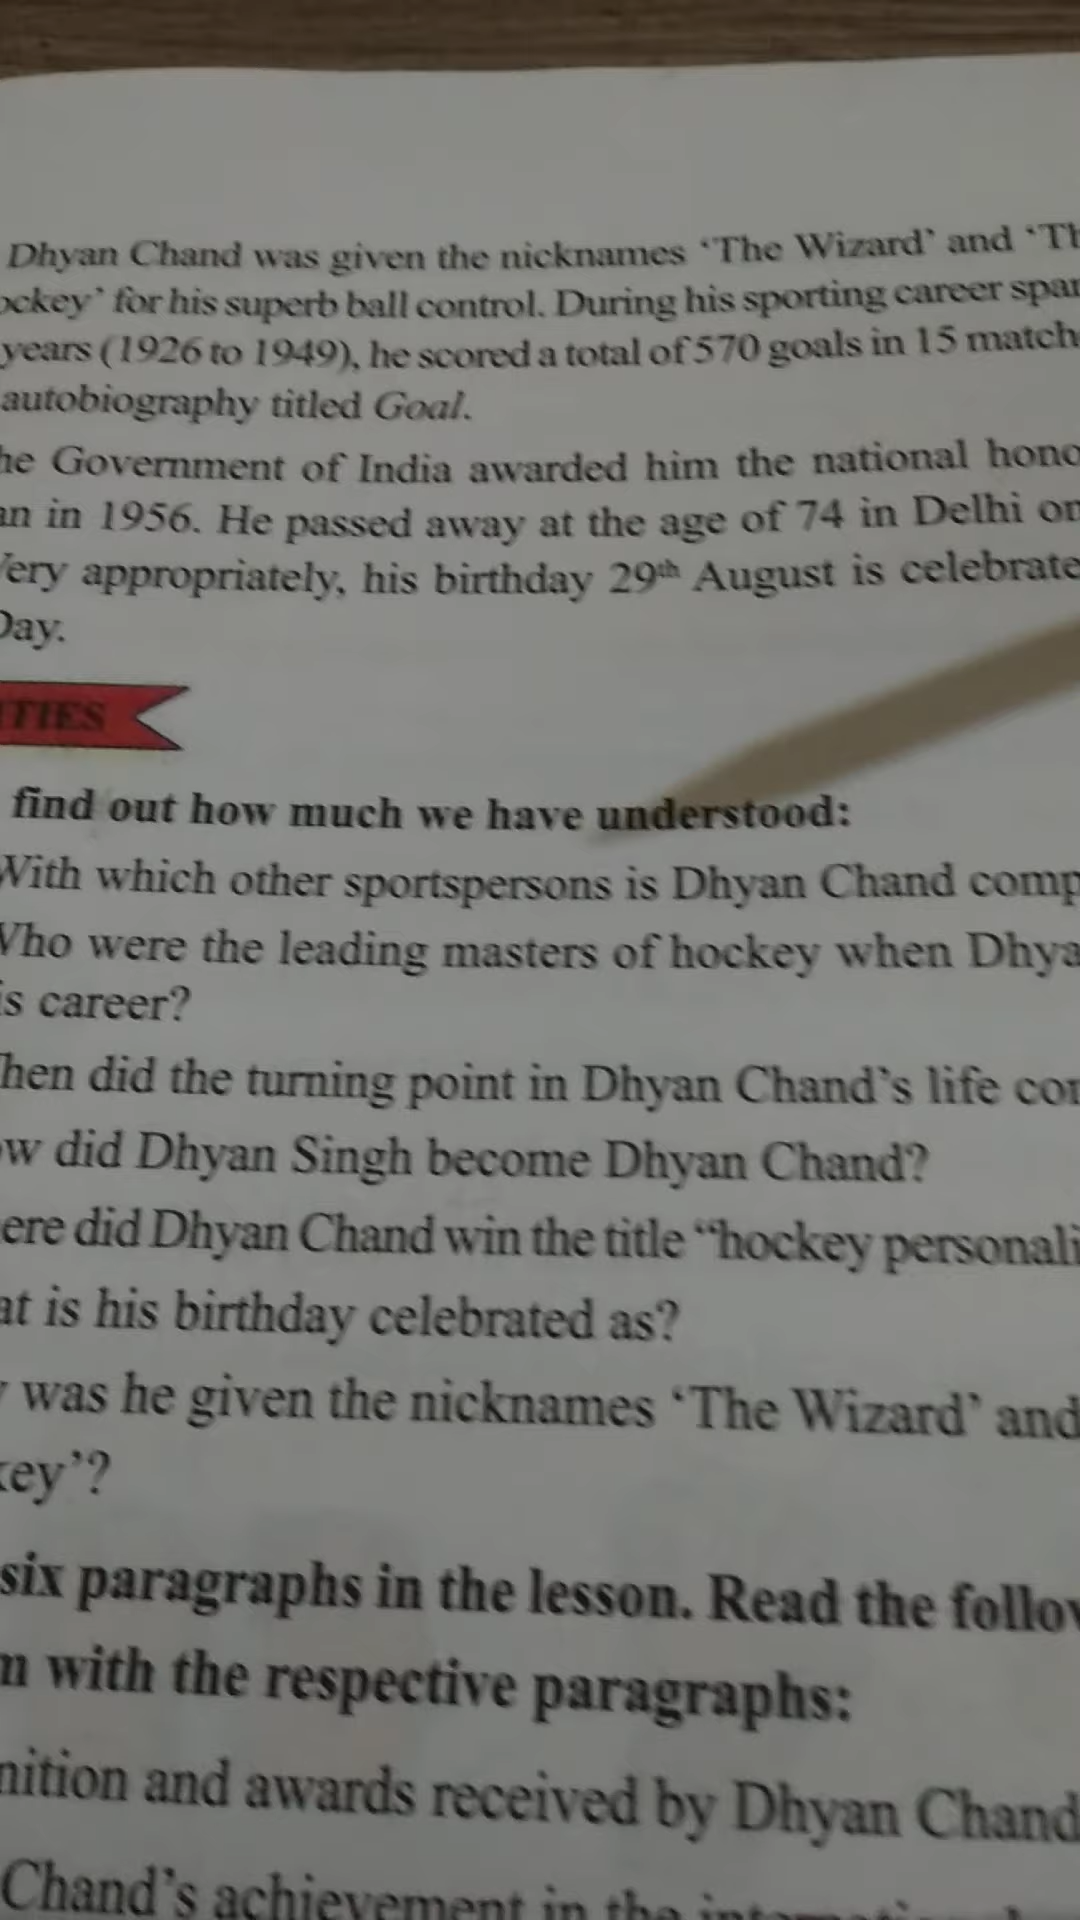 Dhyan Chand was given the nicknames ‘The Wizard’ and ‘Th
ockey’ for his superb ball control. During his sporting career span
years (1926 to 1949), he scored a total of 570 goals in 15 match
autobiography titled Goal.
he Government of India awarded him the national hono
an in 1956. He passed away at the age of 74 in Delhi on
Very appropriately, his birthday 29th August is celebrate
Day.
ITIES
find out how much we have understood:
With which other sportspersons is Dhyan Chand comp
Who were the leading masters of hockey when Dhya
is career?
hen did the turning point in Dhyan Chand’s life com
ow did Dhyan Singh become Dhyan Chand?
ere did Dhyan Chand win the title “hockey personali
at is his birthday celebrated as?
y was he given the nicknames ‘The Wizard’ and
key’?
six paragraphs in the lesson. Read the follow
m with the respective paragraphs:
nition and awards received by Dhyan Chand
Chand’s achievement in the